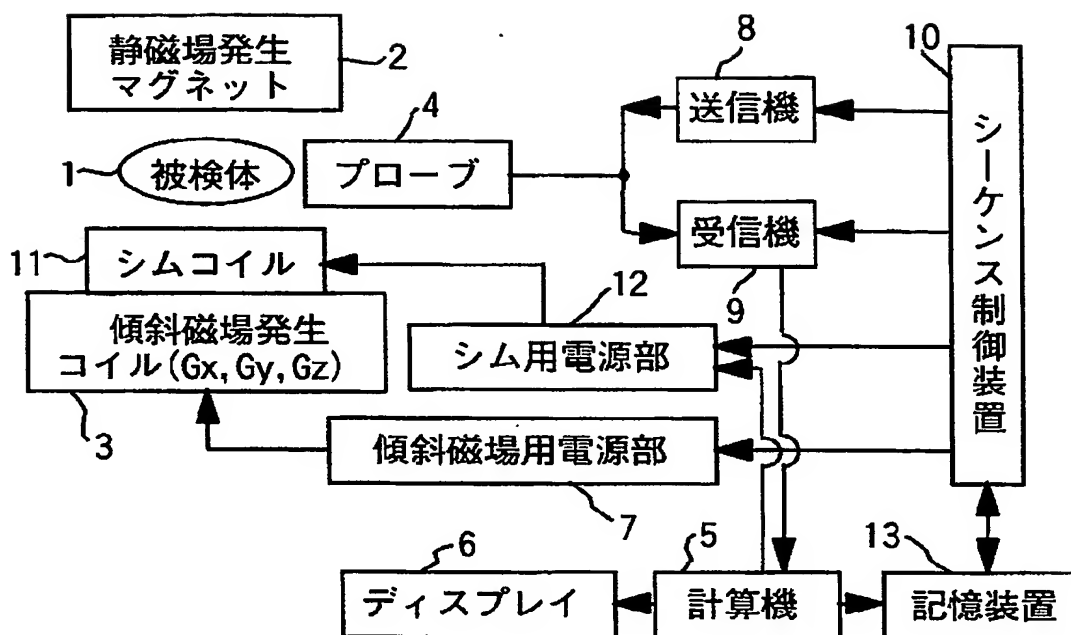 静磁場発生
マグネット
2
8
10
送信機
4
プローブ
1
被検体
シーケンス制御装置
受信機
9
11
シムコイル
12
傾斜磁場発生
コイル(Gx, Gy, Gz)
3
シム用電源部
傾斜磁場用電源部
7
6
5
13
ディスプレイ
計算機
記憶装置